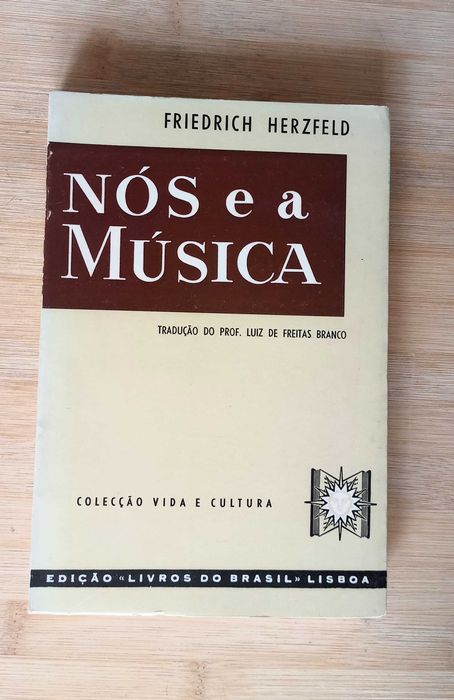 FRIEDRICH HERZFELD
NÓS e a
MÚSICA
TRADUÇÃO DO PROF. LUIZ DE FREITAS BRANCO
COLECÇÃO VIDA E CULTURA
EDIÇÃO «LIVROS DO BRASIL» LISBOA